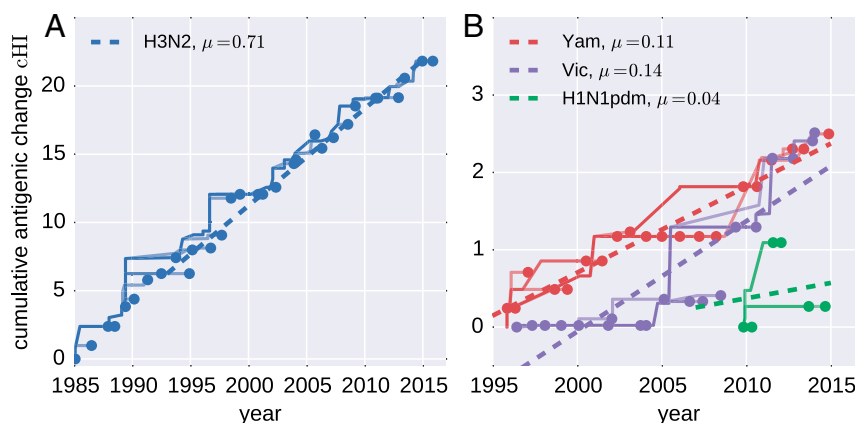 A
H3N2, μ=0.71
cumulative antigenic change cHI
20
15
10
5
0
1985 1990 1995 2000 2005 2010 2015
year
B
Yam, μ=0.11
Vic, μ=0.14
H1N1pdm, μ=0.04
3
2
1
0
1995 2000 2005 2010 2015
year